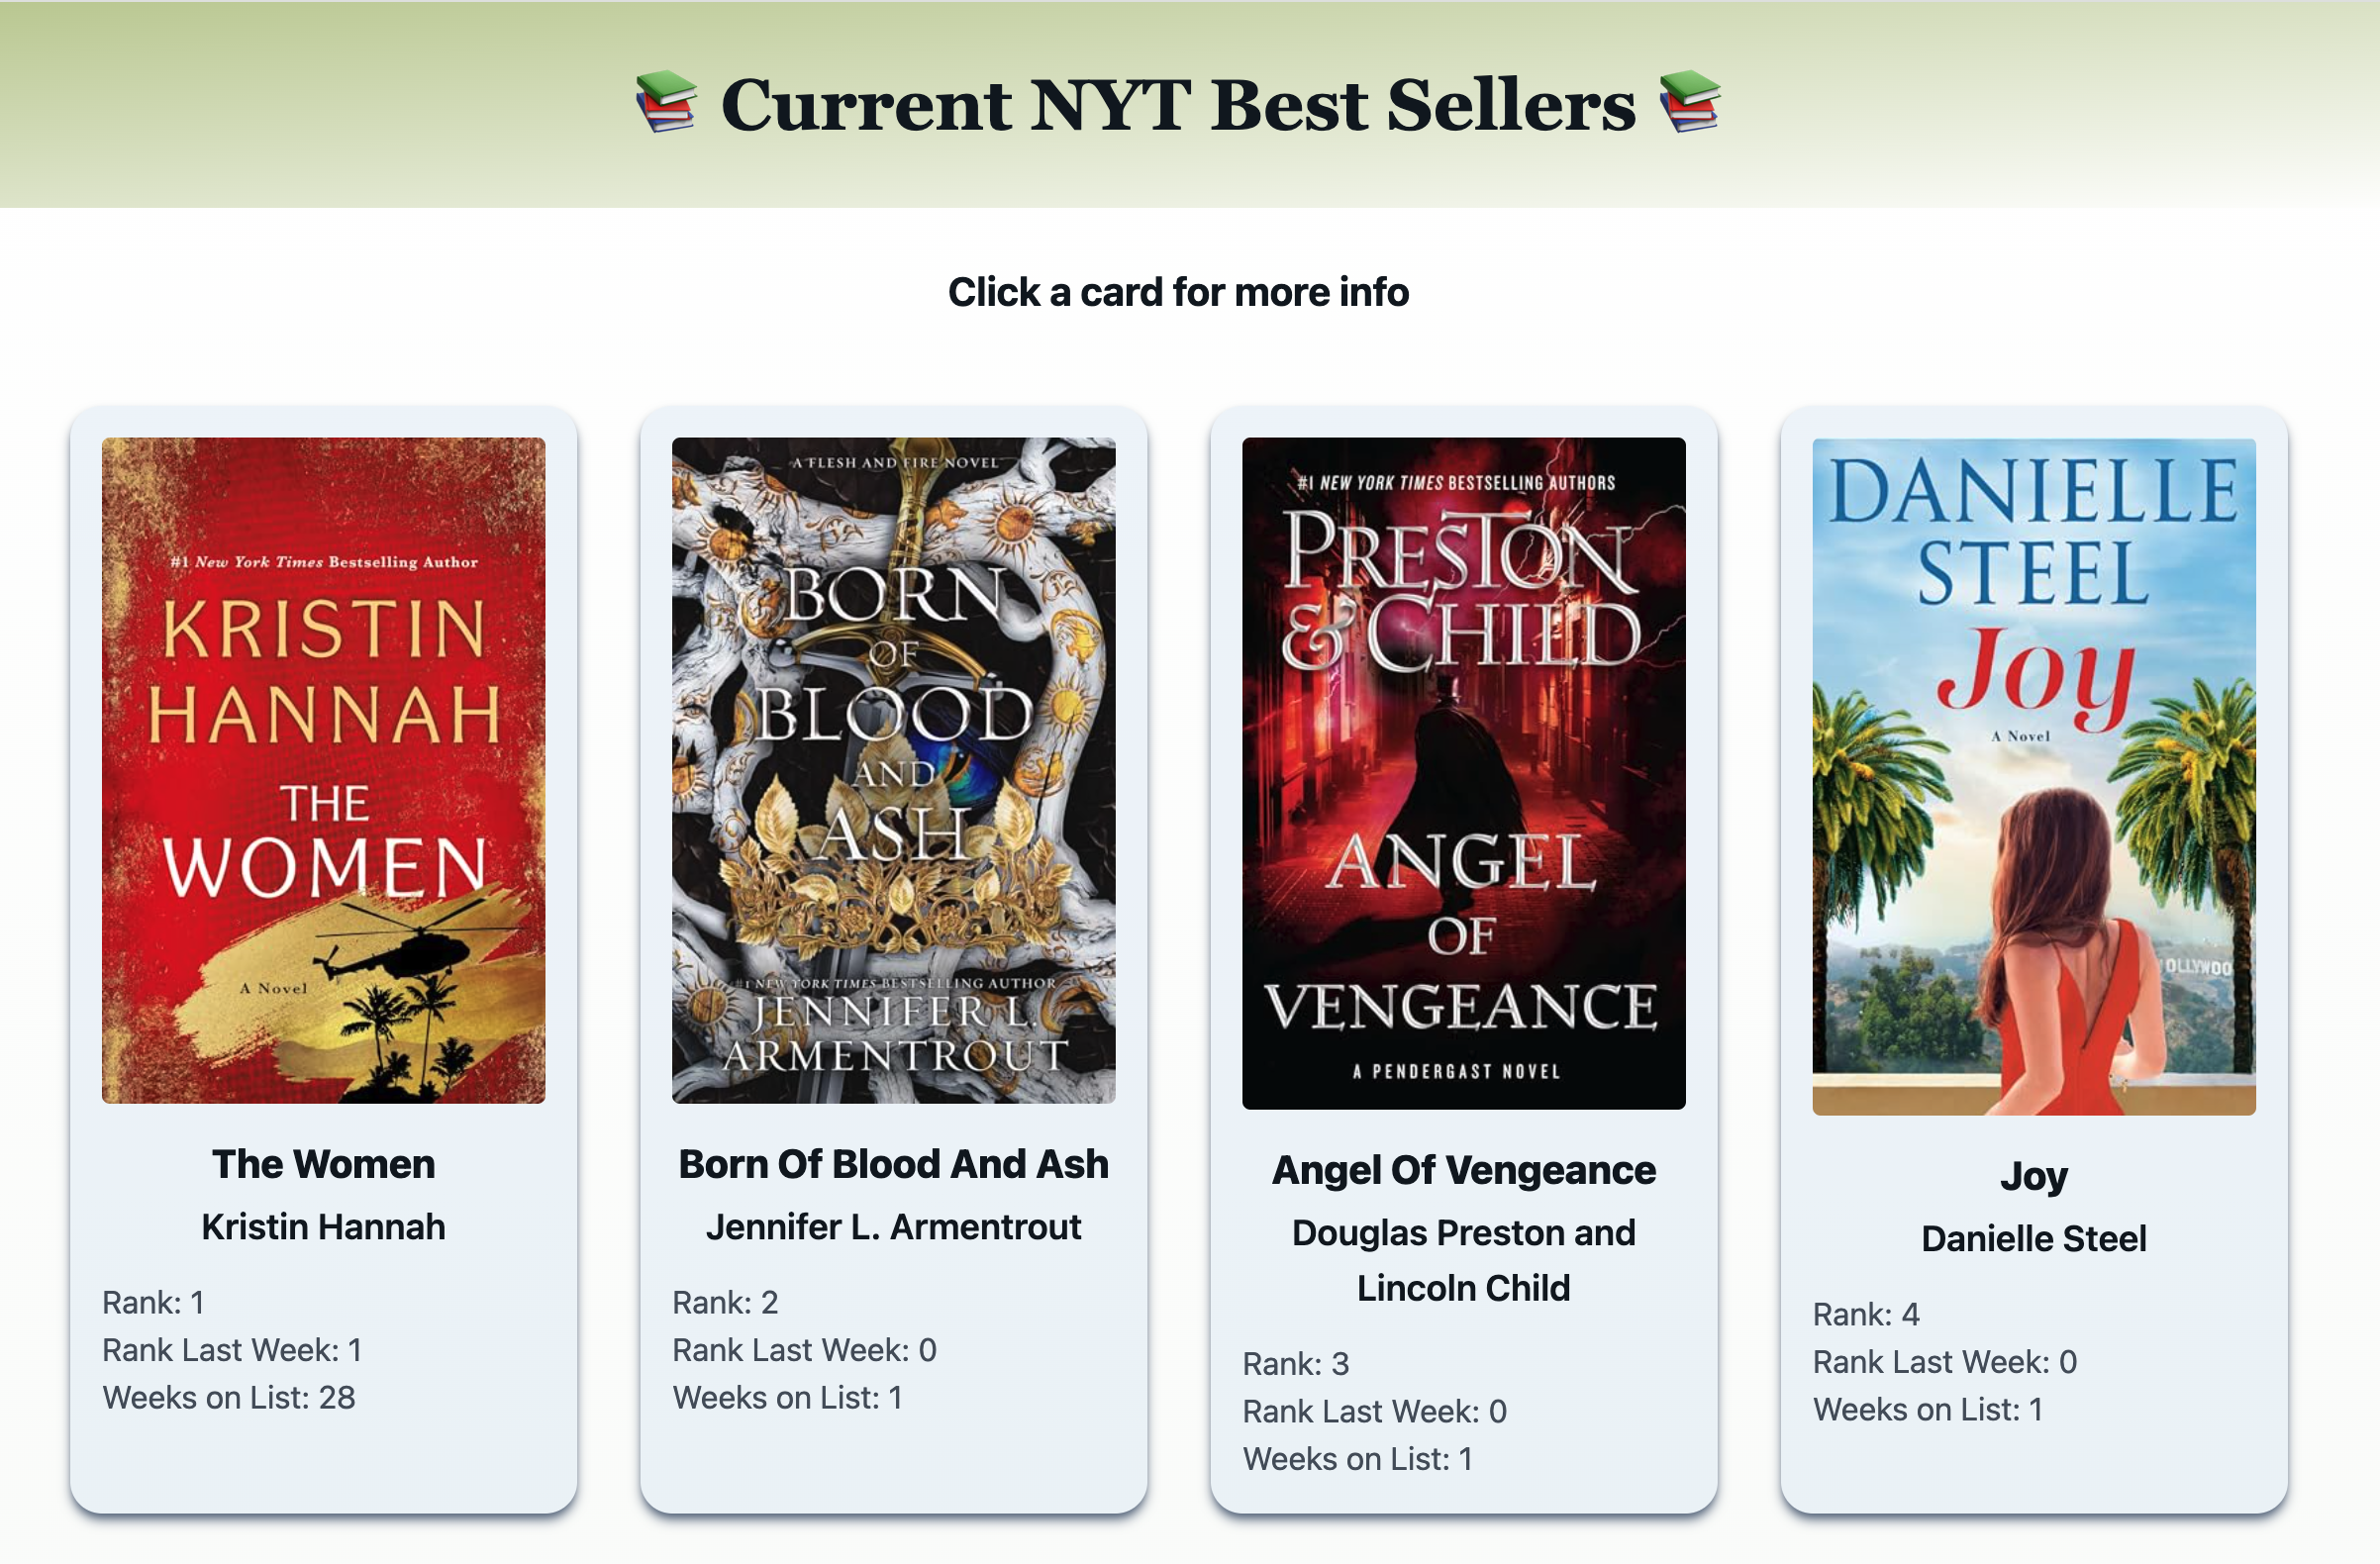 📚 Current NYT Best Sellers 📚
Click a card for more info
#1 New York Times Bestselling Author
KRISTIN
HANNAH
THE
WOMEN
A Novel
The Women
Kristin Hannah
Rank: 1
Rank Last Week: 1
Weeks on List: 28
A FLESH AND FIRE NOVEL
BORN
OF
BLOOD
AND
ASH
#1 NEW YORK TIMES BESTSELLING AUTHOR
JENNIFER L.
ARMENTROUT
Born Of Blood And Ash
Jennifer L. Armentrout
Rank: 2
Rank Last Week: 0
Weeks on List: 1
#1 NEW YORK TIMES BESTSELLING AUTHORS
PRESTON
& CHILD
ANGEL
OF
VENGEANCE
A PENDERGAST NOVEL
Angel Of Vengeance
Douglas Preston and
Lincoln Child
Rank: 3
Rank Last Week: 0
Weeks on List: 1
DANIELLE
STEEL
Joy
A Novel
OLLYWOO
Joy
Danielle Steel
Rank: 4
Rank Last Week: 0
Weeks on List: 1